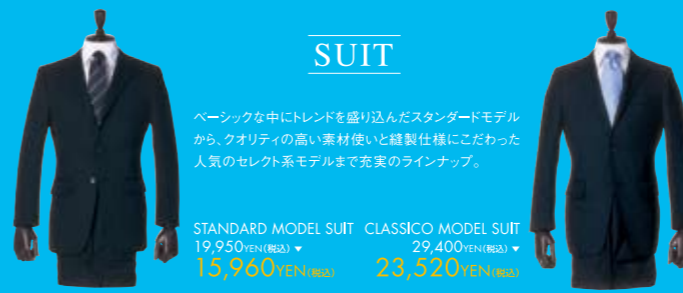 SUIT
ベーシックな中にトレンドを盛り込んだスタンダードモデル
から、クオリティの高い素材使いと縫製仕様にこだわった
人気のセレクト系モデルまで充実のラインナップ。
STANDARD MODEL SUIT
19,950YEN(税込)▼
15,960YEN(税込)
CLASSICO MODEL SUIT
29,400YEN(税込)▼
23,520YEN(税込)